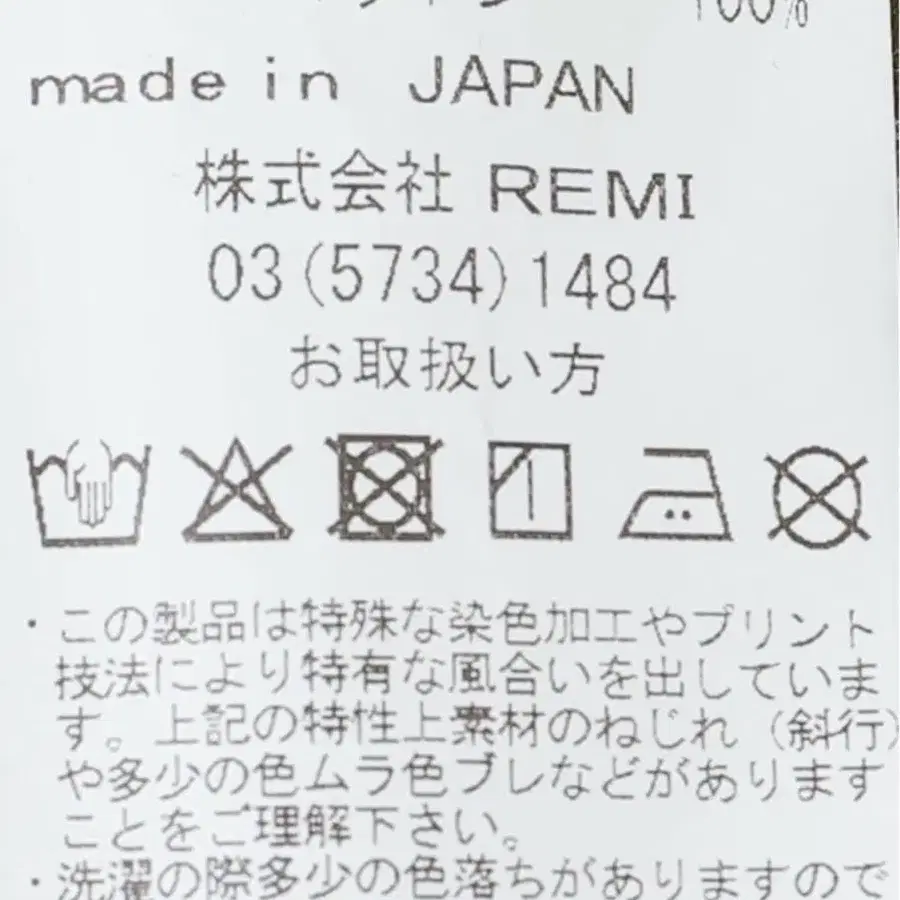 100%
made in JAPAN
株式会社 REMI
03(5734)1484
お取扱い方
・この製品は特殊な染色加工やプリント
技法により特有な風合いを出していま
す。上記の特性上素材のねじれ（斜行）
や多少の色ムラ色ブレなどがあります
ことをご理解下さい。
・洗濯の際多少の色落ちがありますので